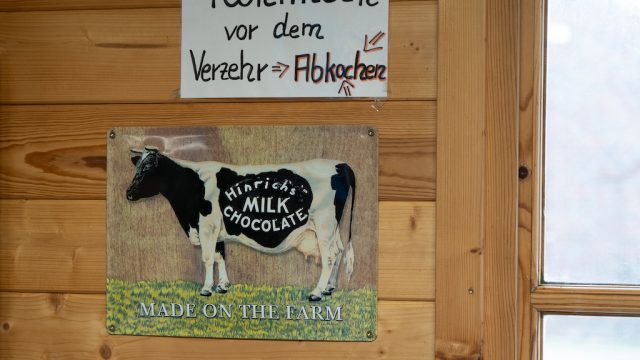 vor dem
Verzehr => Abkochen
Hinrich's
MILK
CHOCOLATE
MADE ON THE FARM